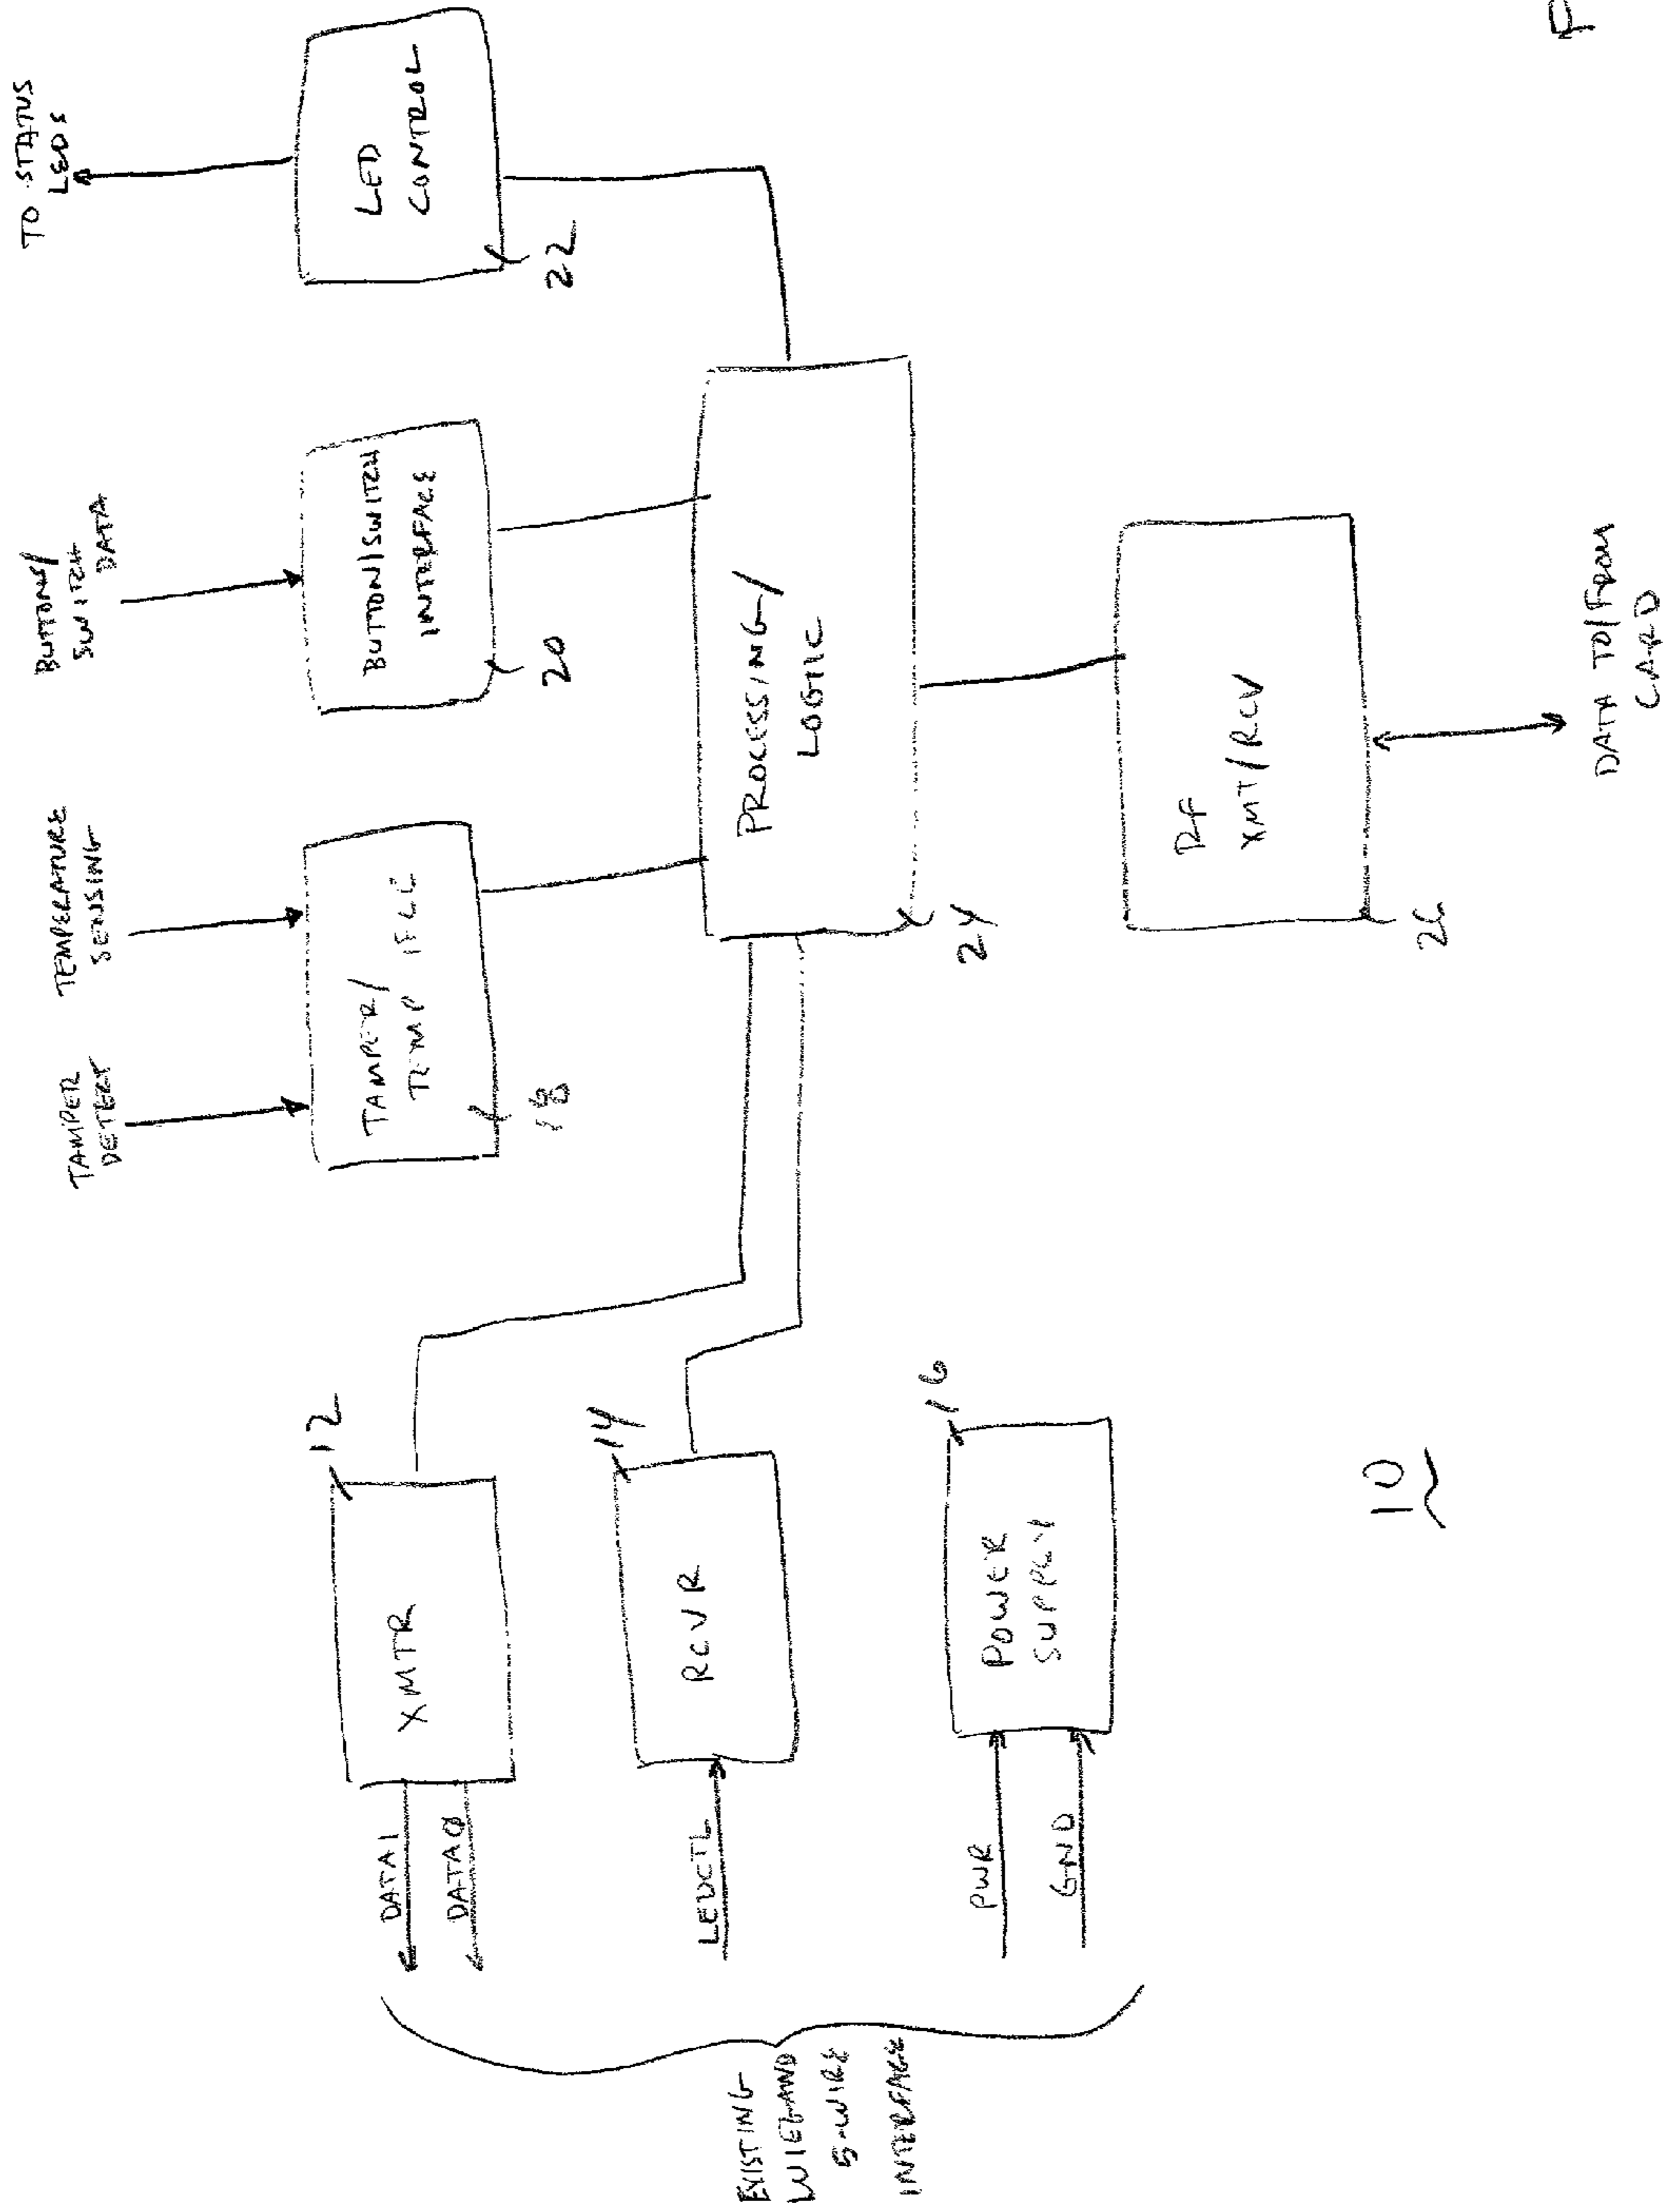 EXISTING
WIEGAND
5-WIRE
INTERFACE
DATA1
DATA0
LEDCTL
PWR
GND
XMTR
12
RCVR
14
POWER
SUPPLY
16
10
TAMPER
DETECT
TEMPERATURE
SENSING
TAMPER/
TEMP IFCE
18
BUTTONS/
SWITCH
DATA
BUTTON/SWITCH
INTERFACE
20
TO STATUS
LEDS
LED
CONTROL
22
PROCESSING/
LOGIC
24
RF
XMT/RCV
26
DATA TO/FROM
CARD
F